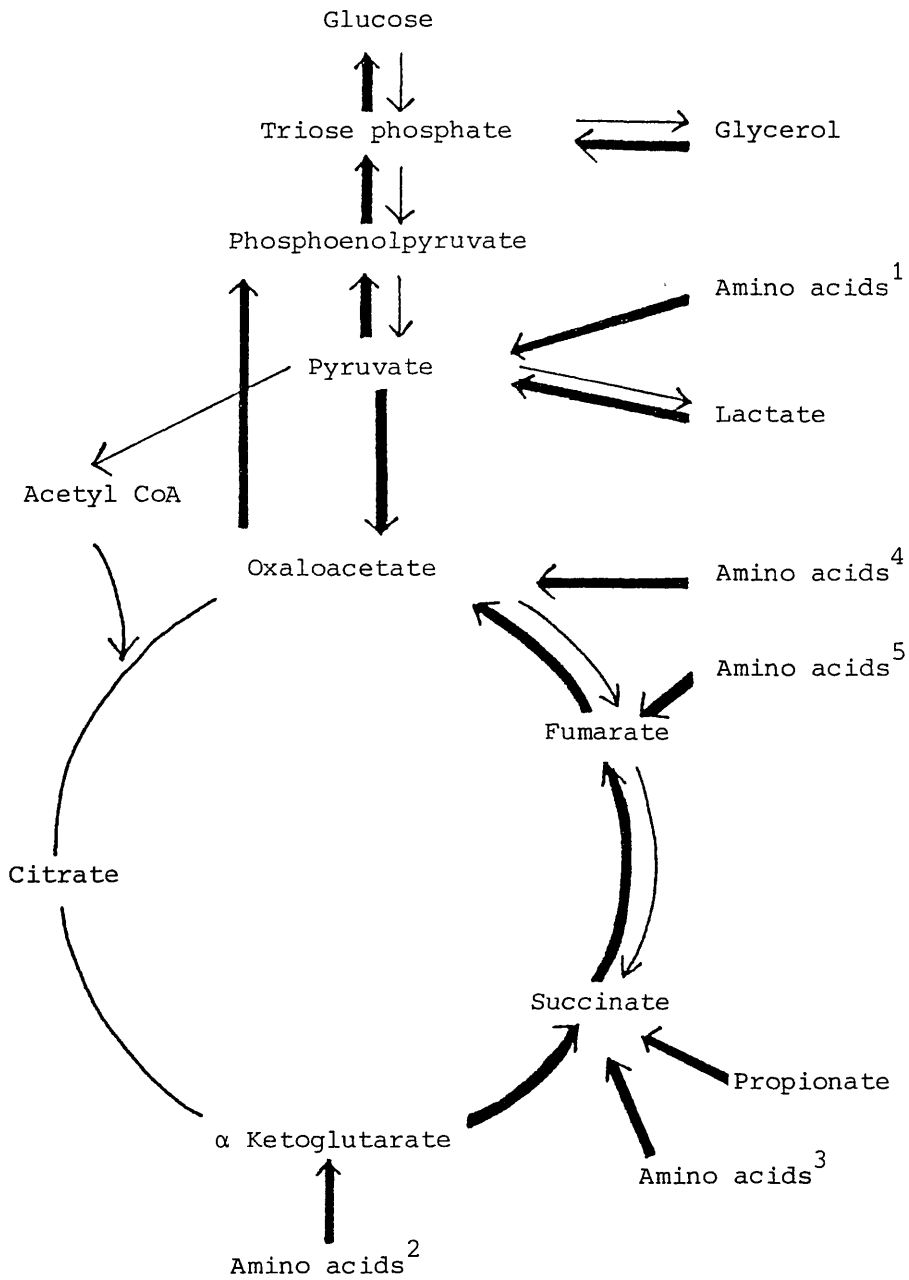 Glucose
Triose phosphate
Glycerol
Phosphoenolpyruvate
Amino acids¹
Pyruvate
Lactate
Acetyl CoA
Oxaloacetate
Amino acids⁴
Amino acids⁵
Fumarate
Citrate
Succinate
Propionate
α Ketoglutarate
Amino acids³
Amino acids²